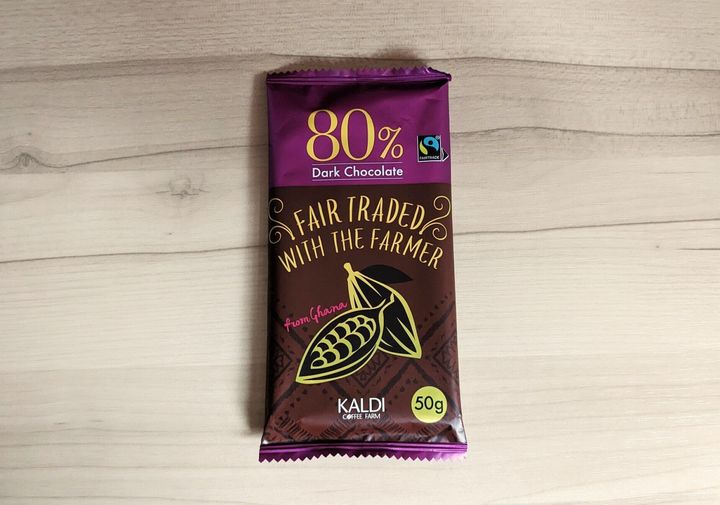 80%
Dark Chocolate
FAIRTRADE
FAIR TRADED
WITH THE FARMER
from Ghana
KALDI
COFFEE FARM
50g